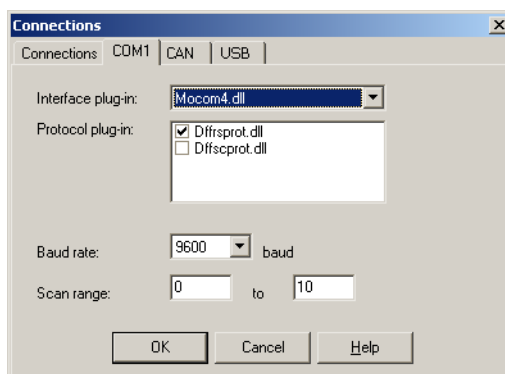 Connections
Connections COM1 CAN USB
Interface plug-in: Mocom4.dll
Protocol plug-in: Dffrsprot.dll
Dffscprot.dll
Baud rate: 9600 baud
Scan range: 0 to 10
OK Cancel Help